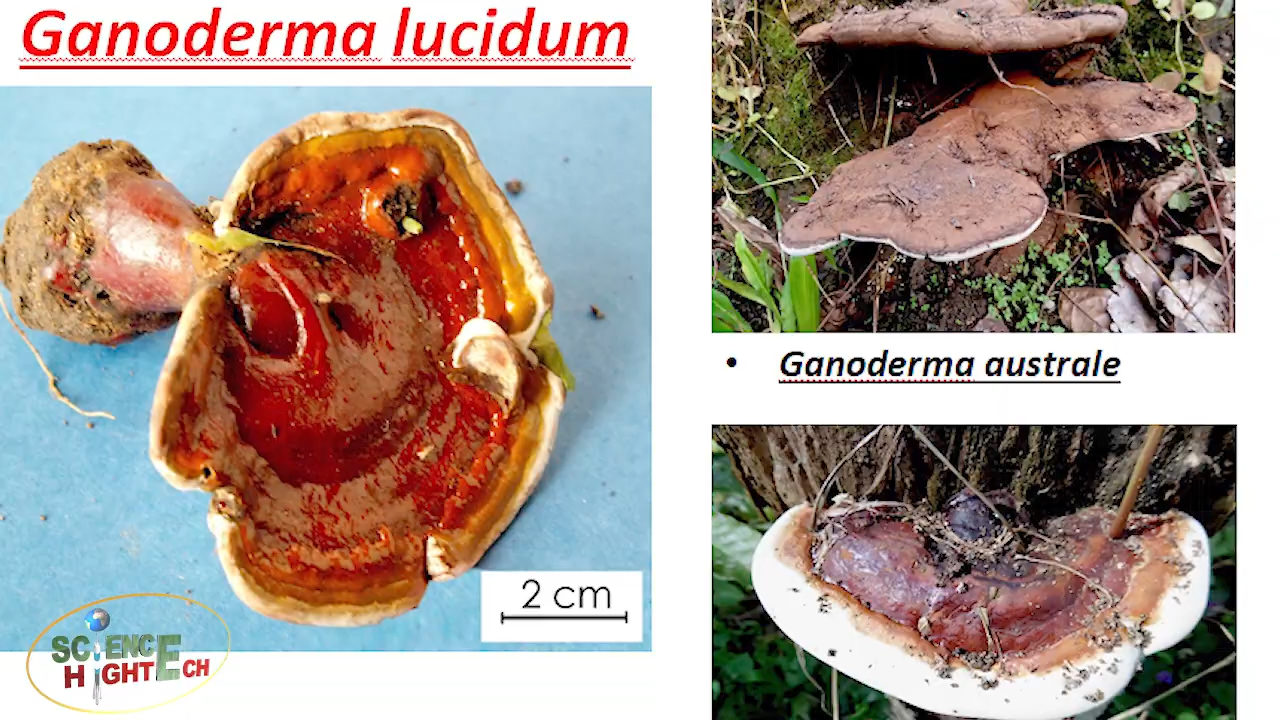 Ganoderma lucidum
• Ganoderma australe
2 cm
SCIENCE
HIGHTECH